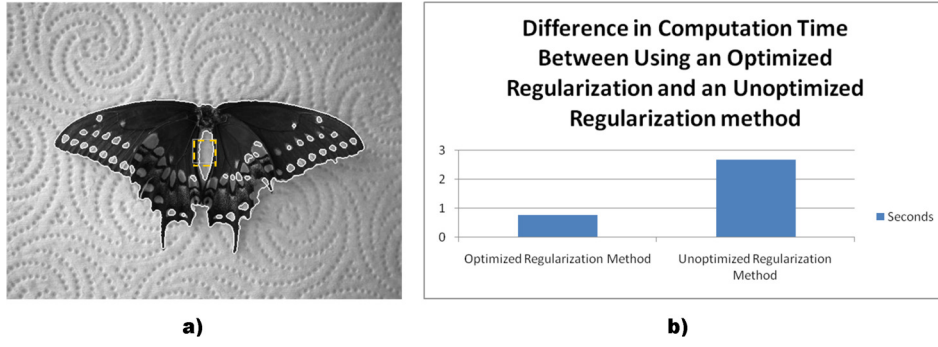 Difference in Computation Time
Between Using an Optimized
Regularization and an Unoptimized
Regularization method
3
2
1
0
Seconds
Optimized Regularization Method
Unoptimized Regularization
Method
a)
b)